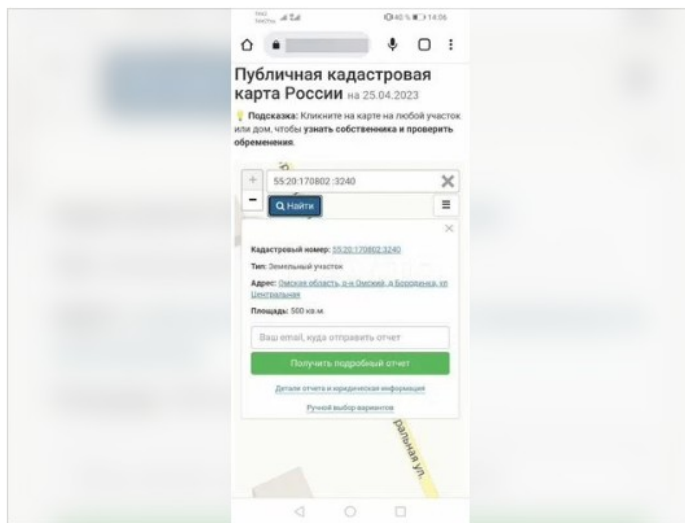 14:06
Публичная кадастровая
карта России на 25.04.2023
Подсказка: Кликните на карте на любой участок
или дом, чтобы узнать собственника и проверить
обременения.
+
55:20:170802 :3240
−
Найти
Кадастровый номер: 55:20:170802:3240
Тип: Земельный участок
Адрес: Омская область, р-н Омский, д Бородинка, ул
Центральная
Площадь: 500 кв.м.
Ваш email, куда отправить отчет
Получить подробный отчет
Детали отчета и юридическая информация
Ручной выбор вариантов
ральная ул.